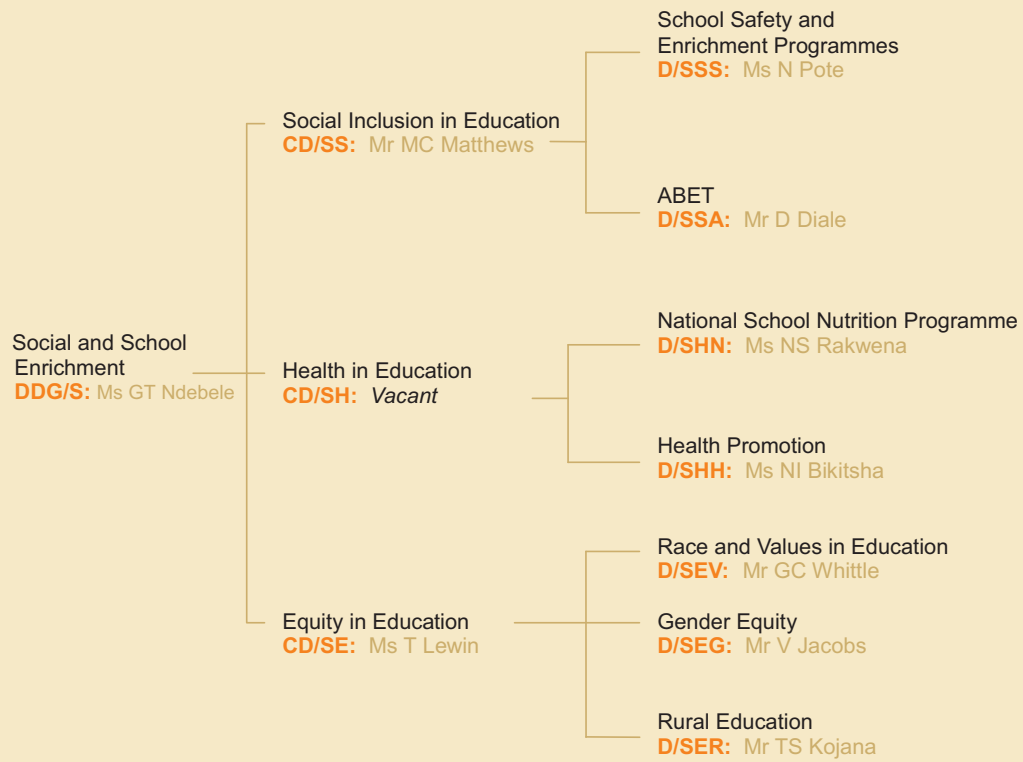 Social and School
Enrichment
DDG/S: Ms GT Ndebele
Social Inclusion in Education
CD/SS: Mr MC Matthews
School Safety and
Enrichment Programmes
D/SSS: Ms N Pote
ABET
D/SSA: Mr D Diale
Health in Education
CD/SH: Vacant
National School Nutrition Programme
D/SHN: Ms NS Rakwena
Health Promotion
D/SHH: Ms NI Bikitsha
Equity in Education
CD/SE: Ms T Lewin
Race and Values in Education
D/SEV: Mr GC Whittle
Gender Equity
D/SEG: Mr V Jacobs
Rural Education
D/SER: Mr TS Kojana